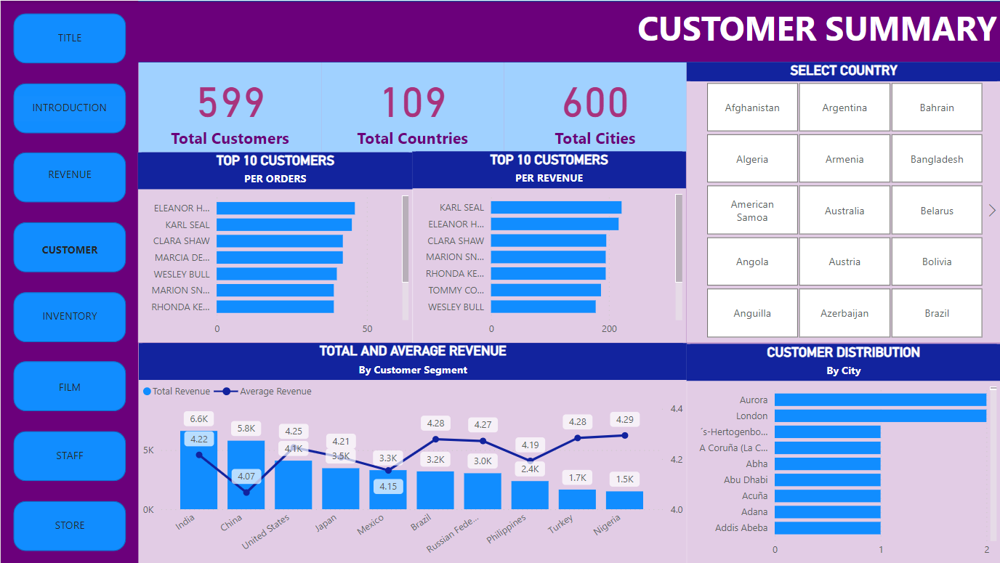 CUSTOMER SUMMARY
TITLE
INTRODUCTION
REVENUE
CUSTOMER
INVENTORY
FILM
STAFF
STORE
599
Total Customers
109
Total Countries
600
Total Cities
SELECT COUNTRY
Afghanistan
Argentina
Bahrain
Algeria
Armenia
Bangladesh
American
Samoa
Australia
Belarus
Angola
Austria
Bolivia
Anguilla
Azerbaijan
Brazil
TOP 10 CUSTOMERS
PER ORDERS
ELEANOR H...
KARL SEAL
CLARA SHAW
MARCIA DE...
WESLEY BULL
MARION SN...
RHONDA KE...
0 50
TOP 10 CUSTOMERS
PER REVENUE
KARL SEAL
ELEANOR H...
CLARA SHAW
MARION SN...
RHONDA KE...
TOMMY CO...
WESLEY BULL
0 200
TOTAL AND AVERAGE REVENUE
By Customer Segment
Total Revenue Average Revenue
5K
0K
6.6K
5.8K
4.1K
3.5K
3.3K
3.2K
3.0K
2.4K
1.7K
1.5K
4.22
4.07
4.25
4.21
4.15
4.28
4.27
4.19
4.28
4.29
4.4
4.2
4.0
India
China
United States
Japan
Mexico
Brazil
Russian Fede...
Philippines
Turkey
Nigeria
CUSTOMER DISTRIBUTION
By City
Aurora
London
´s-Hertogenbo...
A Coruña (La C...
Abha
Abu Dhabi
Acuña
Adana
Addis Abeba
0 1 2